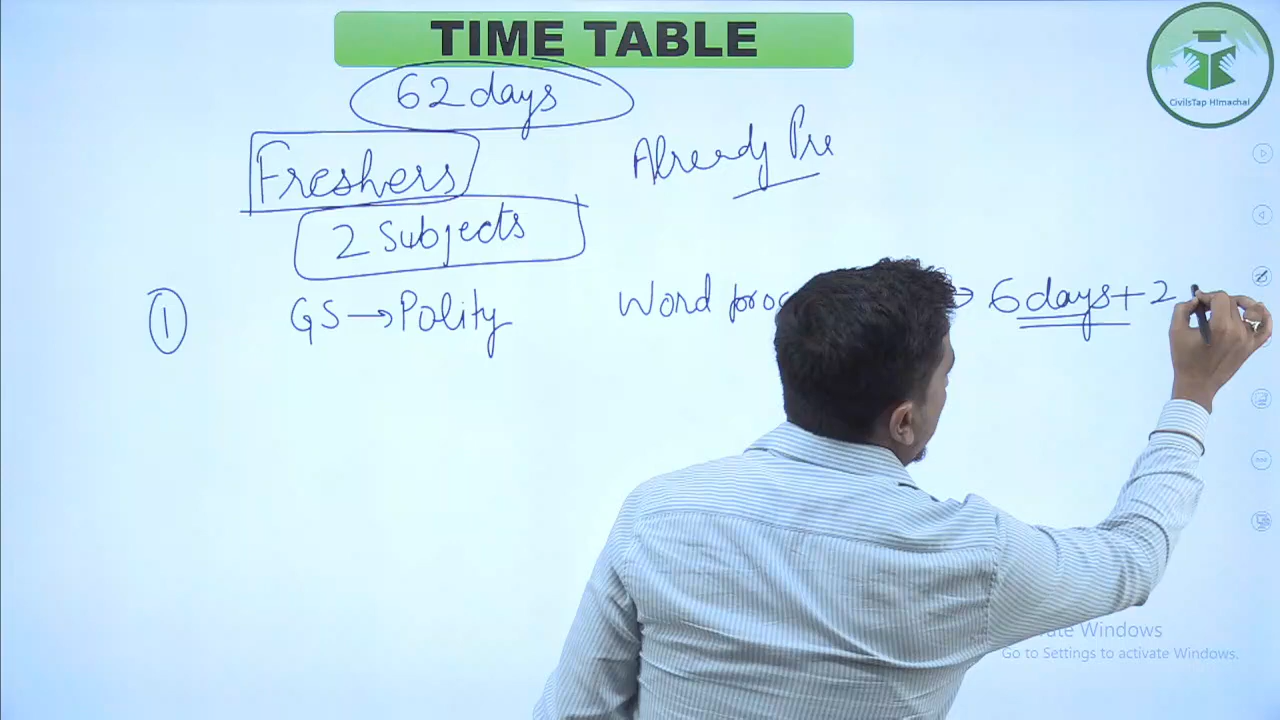 TIME TABLE
CivilsTap HImachal
62 days
Freshers
Already Pre
2 Subjects
1 GS → Polity Word 6 days + 2
Windows
Go to Settings to activate Windows.